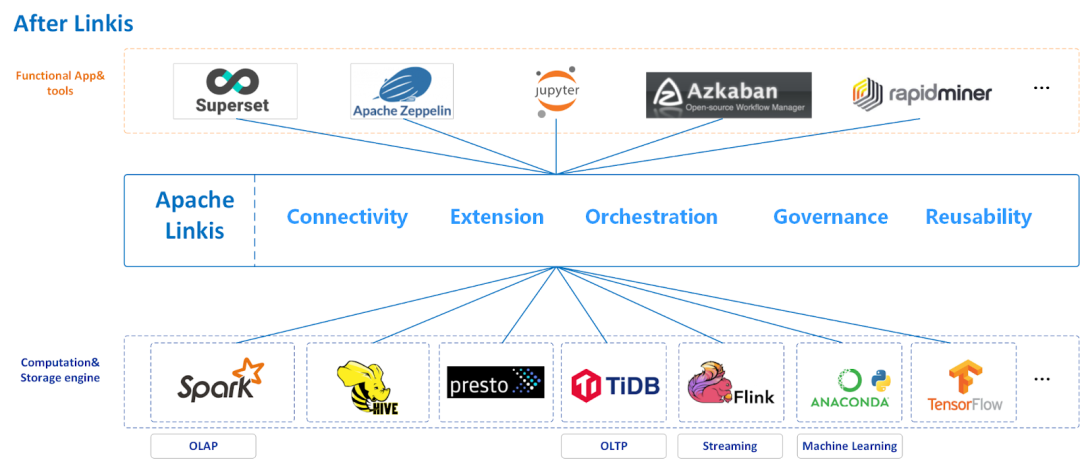 After Linkis
Functional App&
tools
Superset
Apache Zeppelin
jupyter
Azkaban
Open-source Workflow Manager
rapidminer
...
Apache
Linkis
Connectivity
Extension
Orchestration
Governance
Reusability
Computation&
Storage engine
Spark
HIVE
presto
TiDB
Flink
ANACONDA
TensorFlow
...
OLAP
OLTP
Streaming
Machine Learning